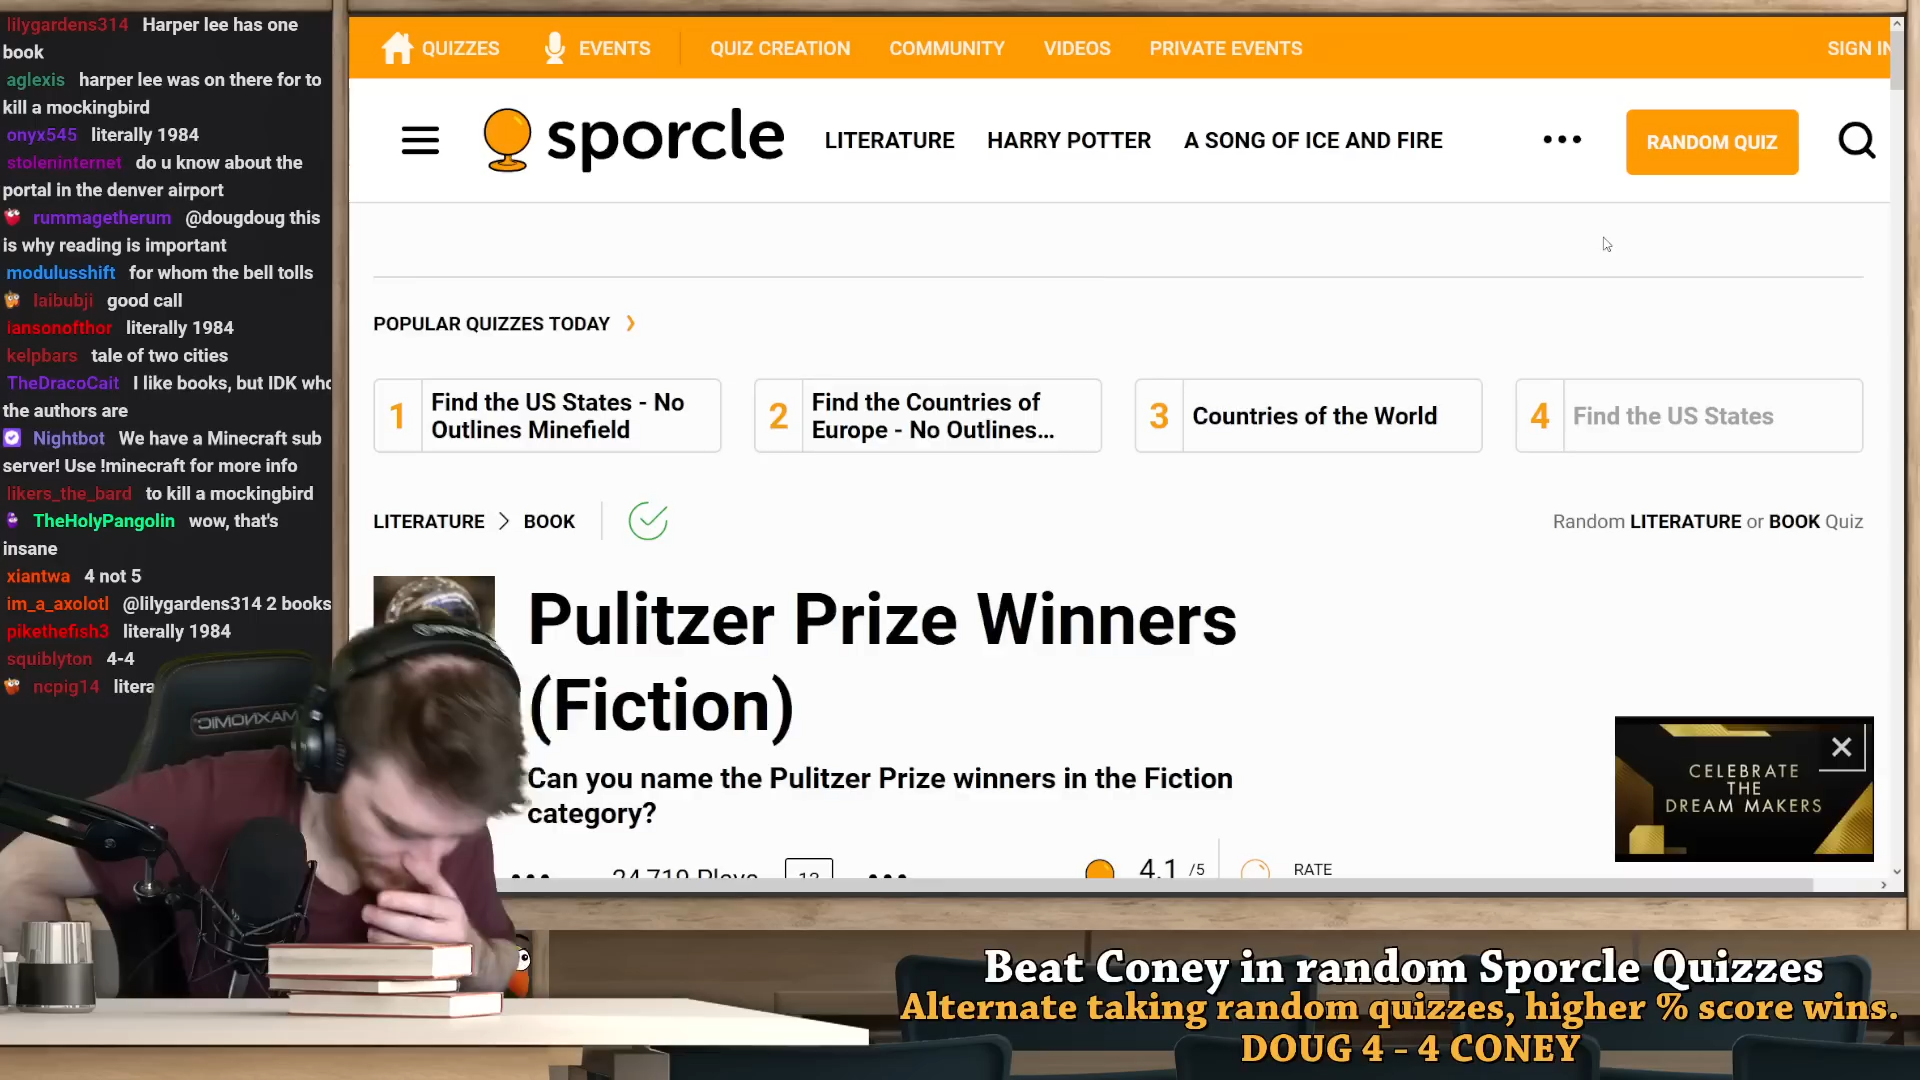 lilygardens314 Harper lee has one
book
aglexis harper lee was on there for to
kill a mockingbird
onyx545 literally 1984
stoleninternet do u know about the
portal in the denver airport
rummagetherum @dougdoug this
is why reading is important
modulusshift for whom the bell tolls
laibubji good call
iansonofthor literally 1984
kelpbars tale of two cities
TheDracoCait I like books, but IDK who
the authors are
Nightbot We have a Minecraft sub
server! Use !minecraft for more info
likers_the_bard to kill a mockingbird
TheHolyPangolin wow, that's
insane
xiantwa 4 not 5
im_a_axolotl @lilygardens314 2 books
pikethefish3 literally 1984
squiblyton 4-4
ncpig14 litera
MAXNOMIC
QUIZZES EVENTS QUIZ CREATION COMMUNITY VIDEOS PRIVATE EVENTS SIGN IN
sporcle LITERATURE HARRY POTTER A SONG OF ICE AND FIRE ••• RANDOM QUIZ
POPULAR QUIZZES TODAY
1 Find the US States - No
Outlines Minefield
2 Find the Countries of
Europe - No Outlines...
3 Countries of the World
4 Find the US States
LITERATURE > BOOK Random LITERATURE or BOOK Quiz
Pulitzer Prize Winners
(Fiction)
Can you name the Pulitzer Prize winners in the Fiction
category?
24,719 Plays 13 4.1 /5 RATE
CELEBRATE
THE
DREAM MAKERS
Beat Coney in random Sporcle Quizzes
Alternate taking random quizzes, higher % score wins.
DOUG 4 - 4 CONEY